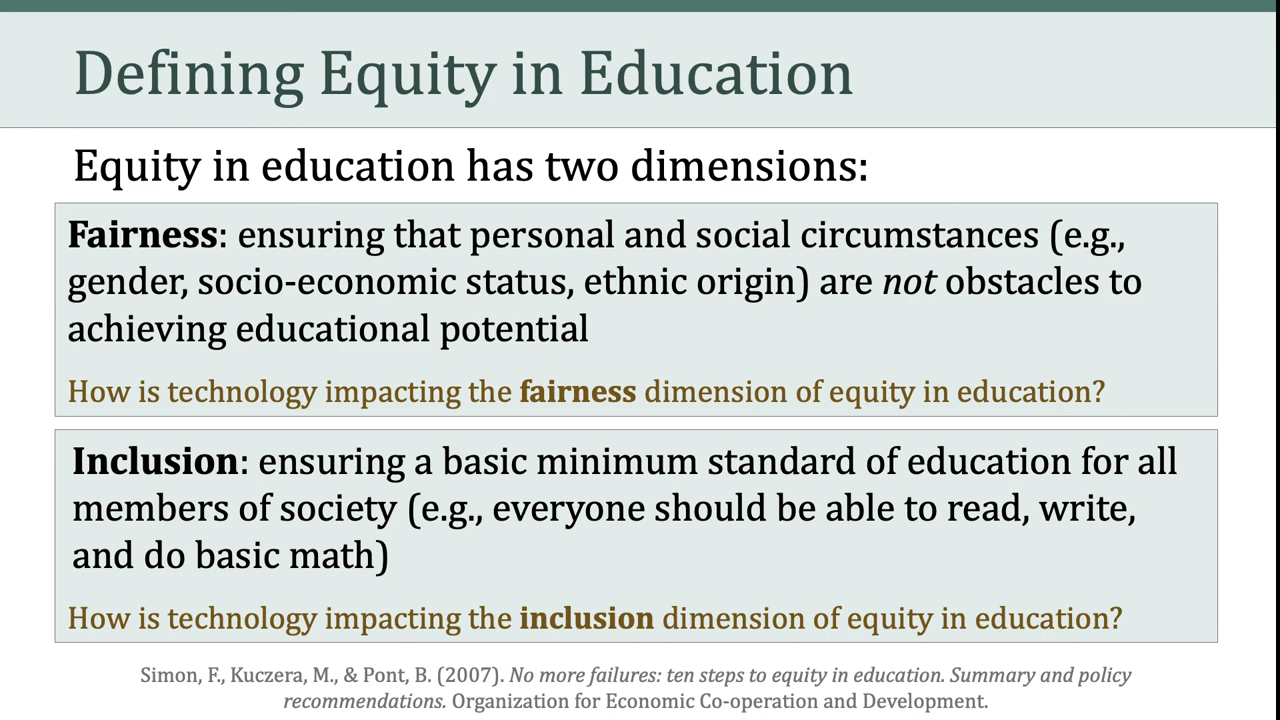 Defining Equity in Education
Equity in education has two dimensions:
Fairness: ensuring that personal and social circumstances (e.g.,
gender, socio-economic status, ethnic origin) are not obstacles to
achieving educational potential
How is technology impacting the fairness dimension of equity in education?
Inclusion: ensuring a basic minimum standard of education for all
members of society (e.g., everyone should be able to read, write,
and do basic math)
How is technology impacting the inclusion dimension of equity in education?
Simon, F., Kuczera, M., & Pont, B. (2007). No more failures: ten steps to equity in education. Summary and policy
recommendations. Organization for Economic Co-operation and Development.